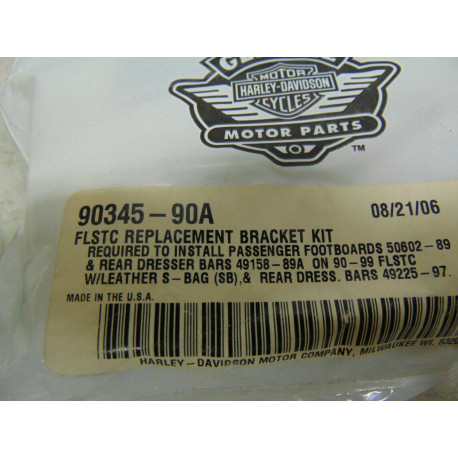 MOTOR
HARLEY-DAVIDSON
CYCLES
MOTOR PARTS
TM
90345-90A 08/21/06
FLSTC REPLACEMENT BRACKET KIT
REQUIRED TO INSTALL PASSENGER FOOTBOARDS 50602-89
& REAR DRESSER BARS 49158-89A ON 90-99 FLSTC
W/LEATHER S-BAG (SB),& REAR DRESS. BARS 49225-97.
MADE IN THE U.S.A.
HARLEY-DAVIDSON MOTOR COMPANY, MILWAUKEE WI. 5320